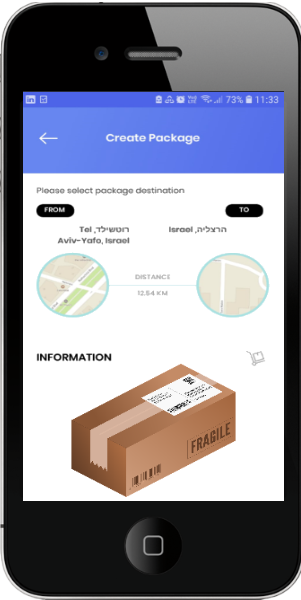 73% 11:33
Create Package
Please select package destination
FROM
TO
רוטשילד, Tel
Aviv-Yafo, Israel
הרצליה, Israel
DISTANCE
12.54 KM
INFORMATION
FRAGILE